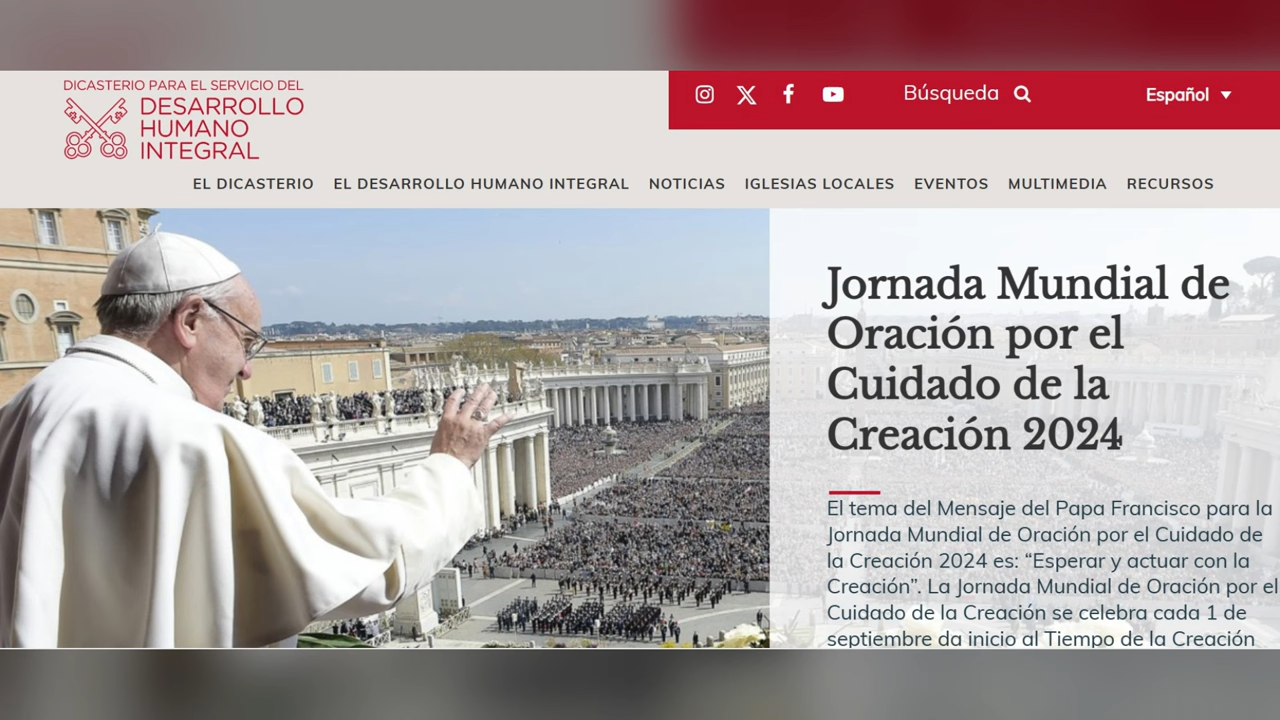 DICASTERIO PARA EL SERVICIO DEL
DESARROLLO
HUMANO
INTEGRAL
Búsqueda
Español
EL DICASTERIO EL DESARROLLO HUMANO INTEGRAL NOTICIAS IGLESIAS LOCALES EVENTOS MULTIMEDIA RECURSOS
Jornada Mundial de
Oración por el
Cuidado de la
Creación 2024
El tema del Mensaje del Papa Francisco para la
Jornada Mundial de Oración por el Cuidado de
la Creación 2024 es: “Esperar y actuar con la
Creación”. La Jornada Mundial de Oración por el
Cuidado de la Creación se celebra cada 1 de
septiembre da inicio al Tiempo de la Creación